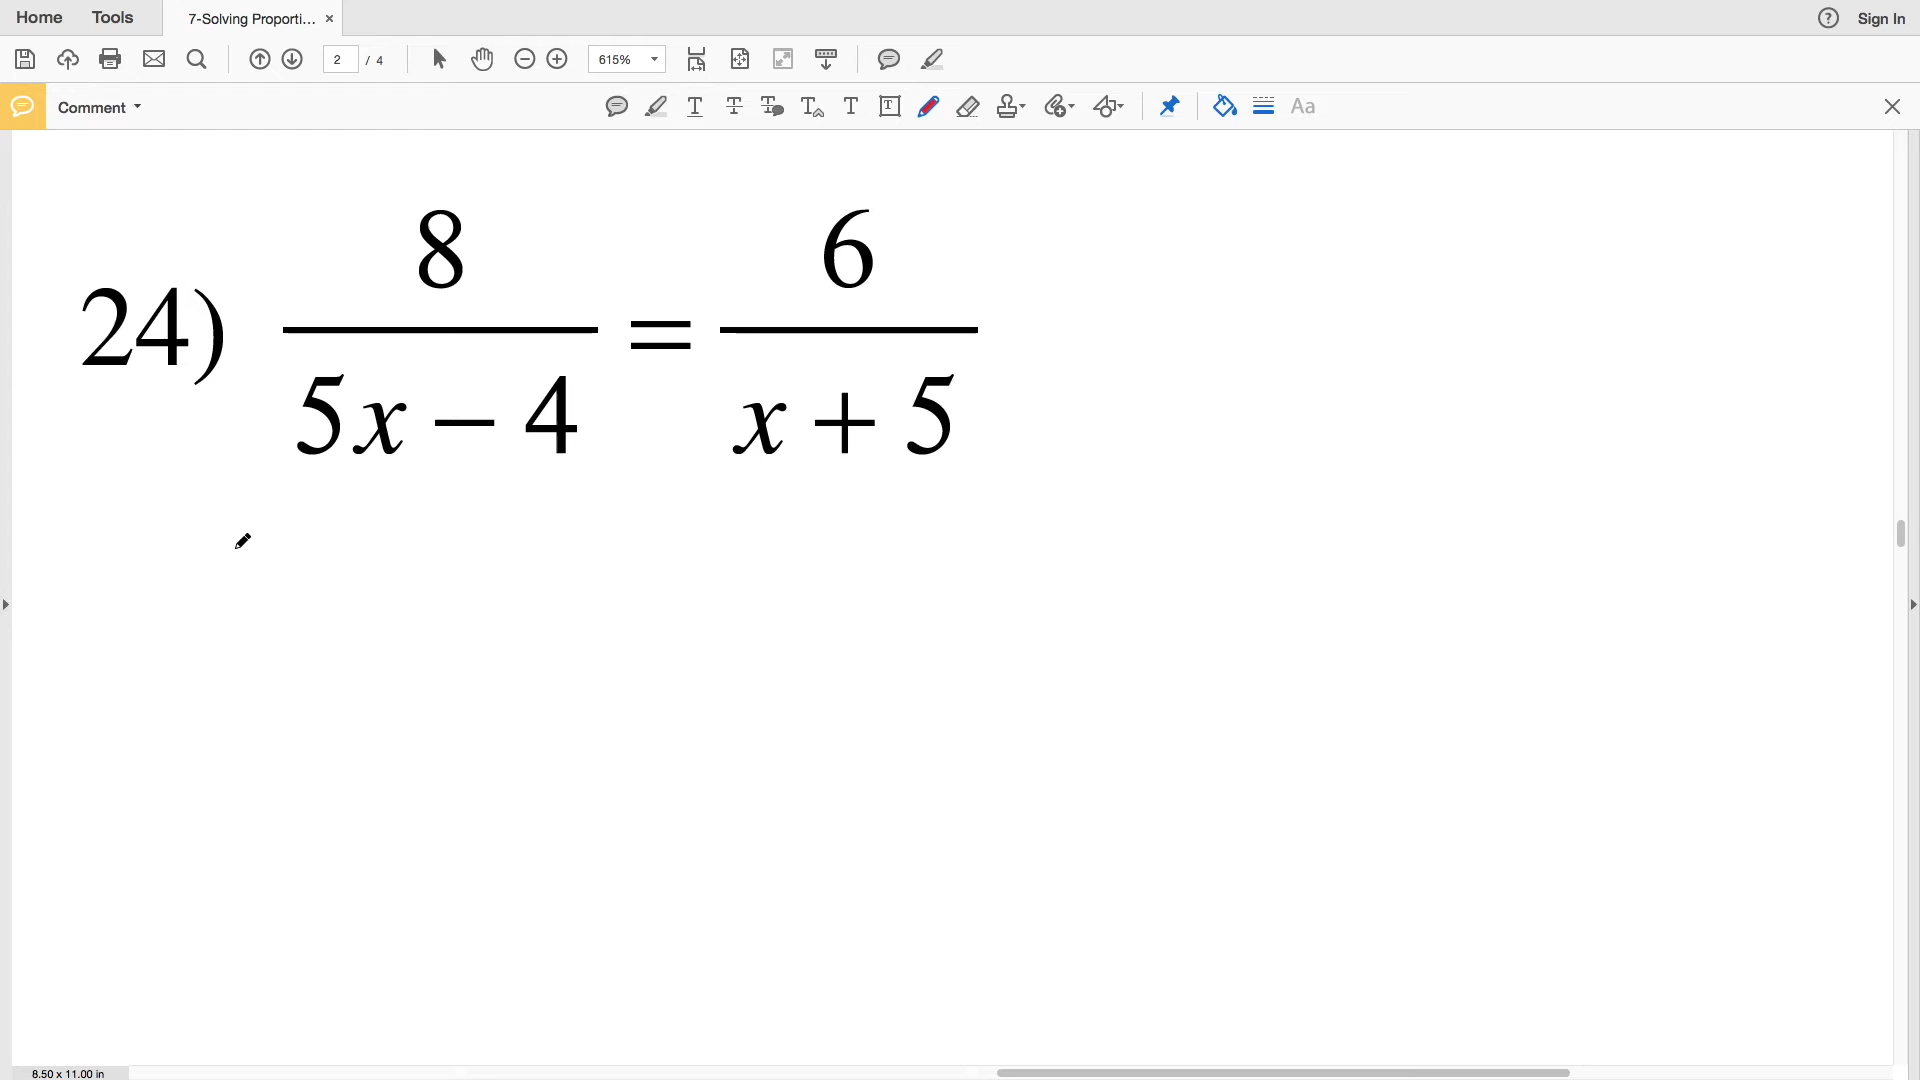 Home Tools 7-Solving Proporti... × ? Sign In
2 / 4 615%
Comment T T T T T T Aa
24) 8/(5x − 4) = 6/(x + 5)
8.50 x 11.00 in